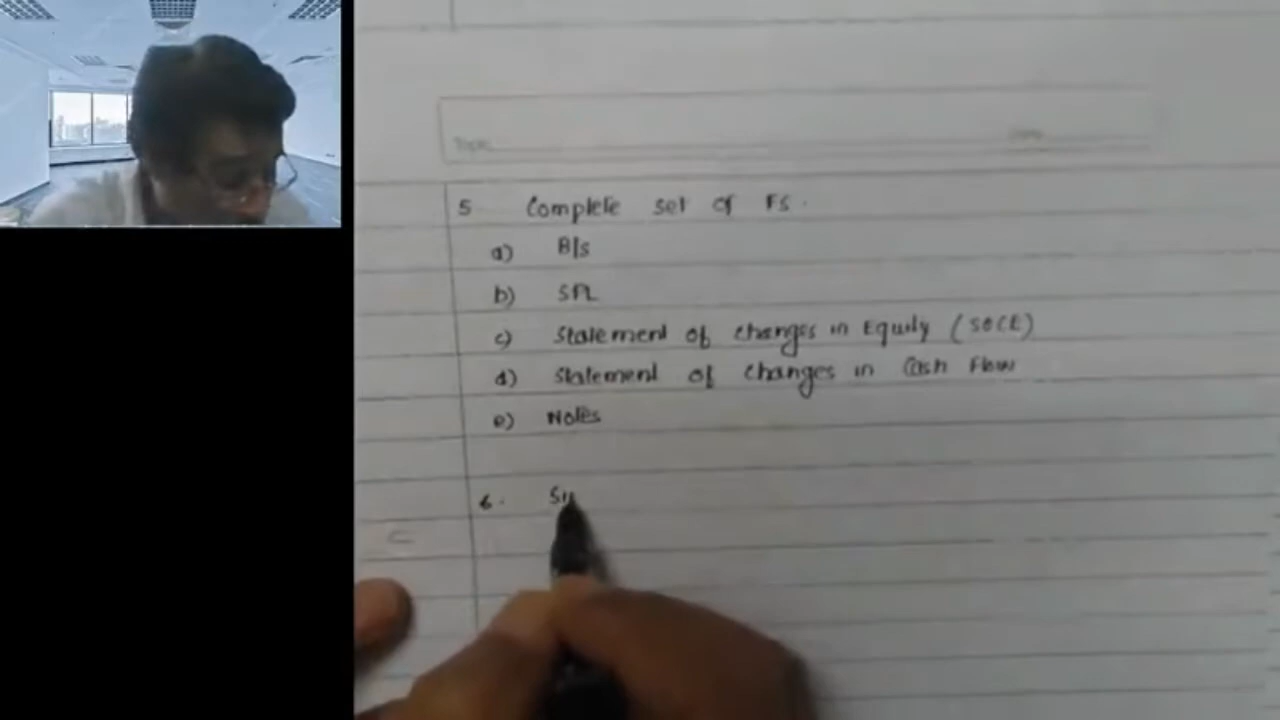 5 Complete set of FS.
a) B/s
b) SPL
c) Statement of changes in Equity (SOCE)
d) Statement of changes in Cash Flow
e) Notes
6.